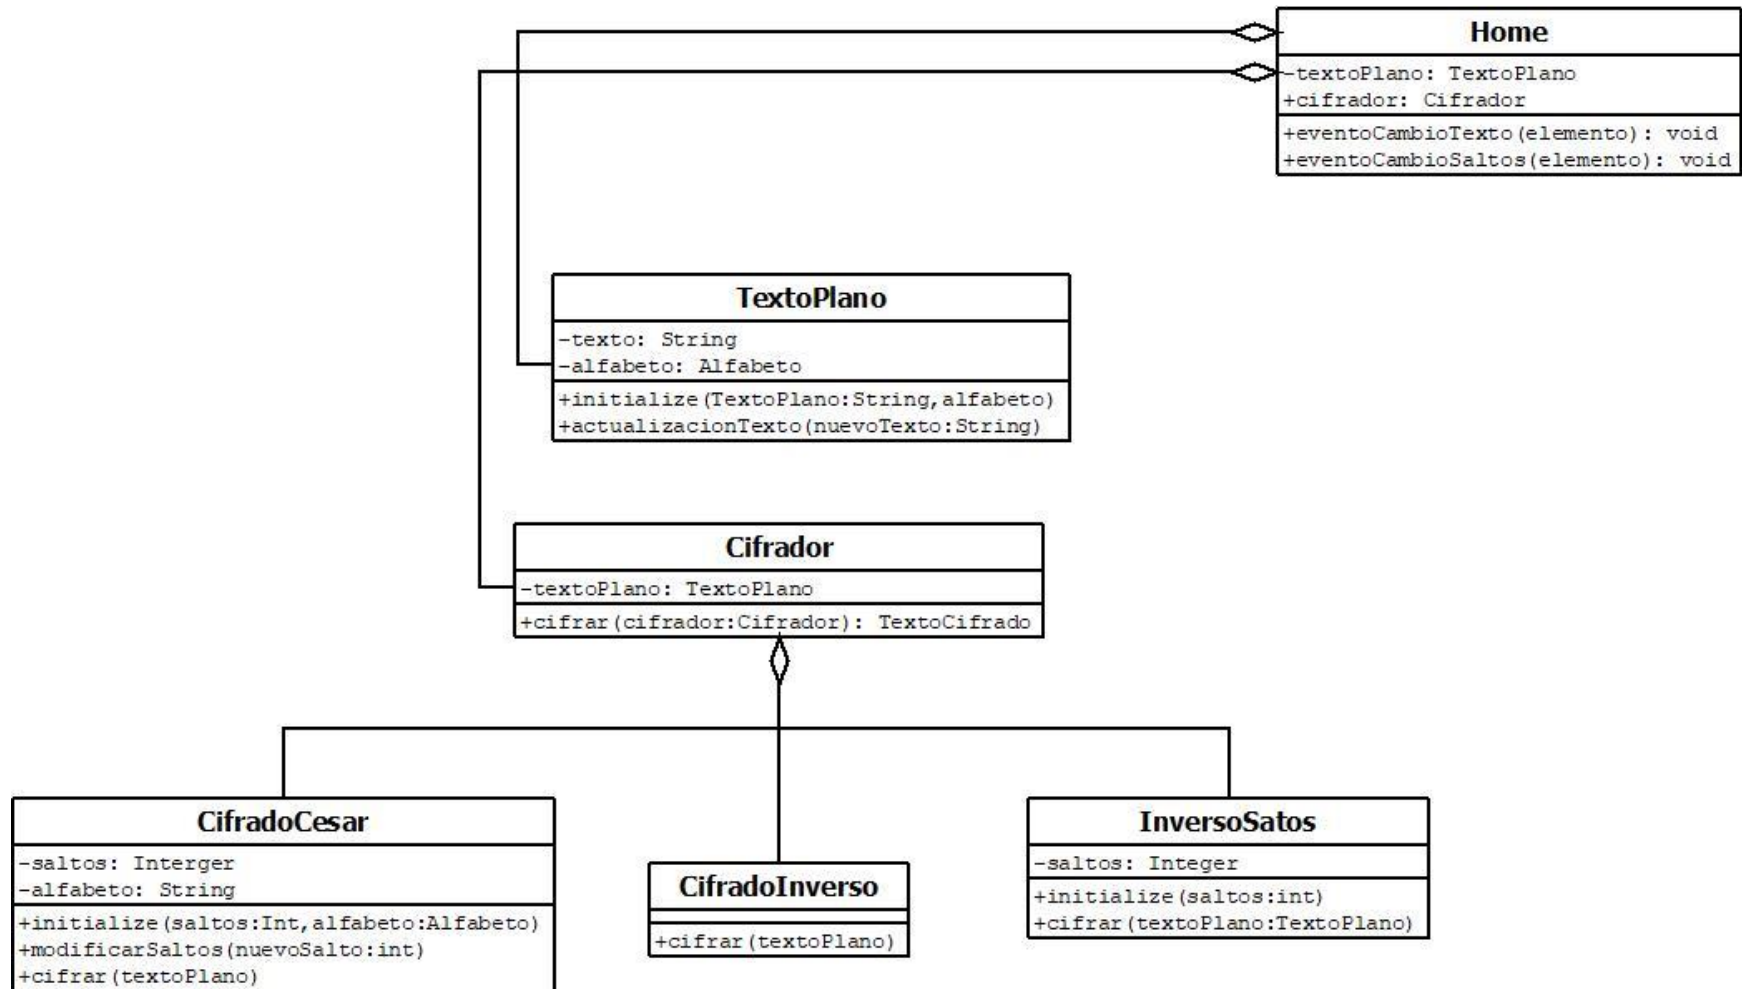 Home
-textoPlano: TextoPlano
+cifrador: Cifrador
+eventoCambioTexto(elemento): void
+eventoCambioSaltos(elemento): void
TextoPlano
-texto: String
-alfabeto: Alfabeto
+initialize(TextoPlano:String,alfabeto)
+actualizacionTexto(nuevoTexto:String)
Cifrador
-textoPlano: TextoPlano
+cifrar(cifrador:Cifrador): TextoCifrado
CifradoCesar
-saltos: Interger
-alfabeto: String
+initialize(saltos:Int,alfabeto:Alfabeto)
+modificarSaltos(nuevoSalto:int)
+cifrar(textoPlano)
CifradoInverso
+cifrar(textoPlano)
InversoSatos
-saltos: Integer
+initialize(saltos:int)
+cifrar(textoPlano:TextoPlano)